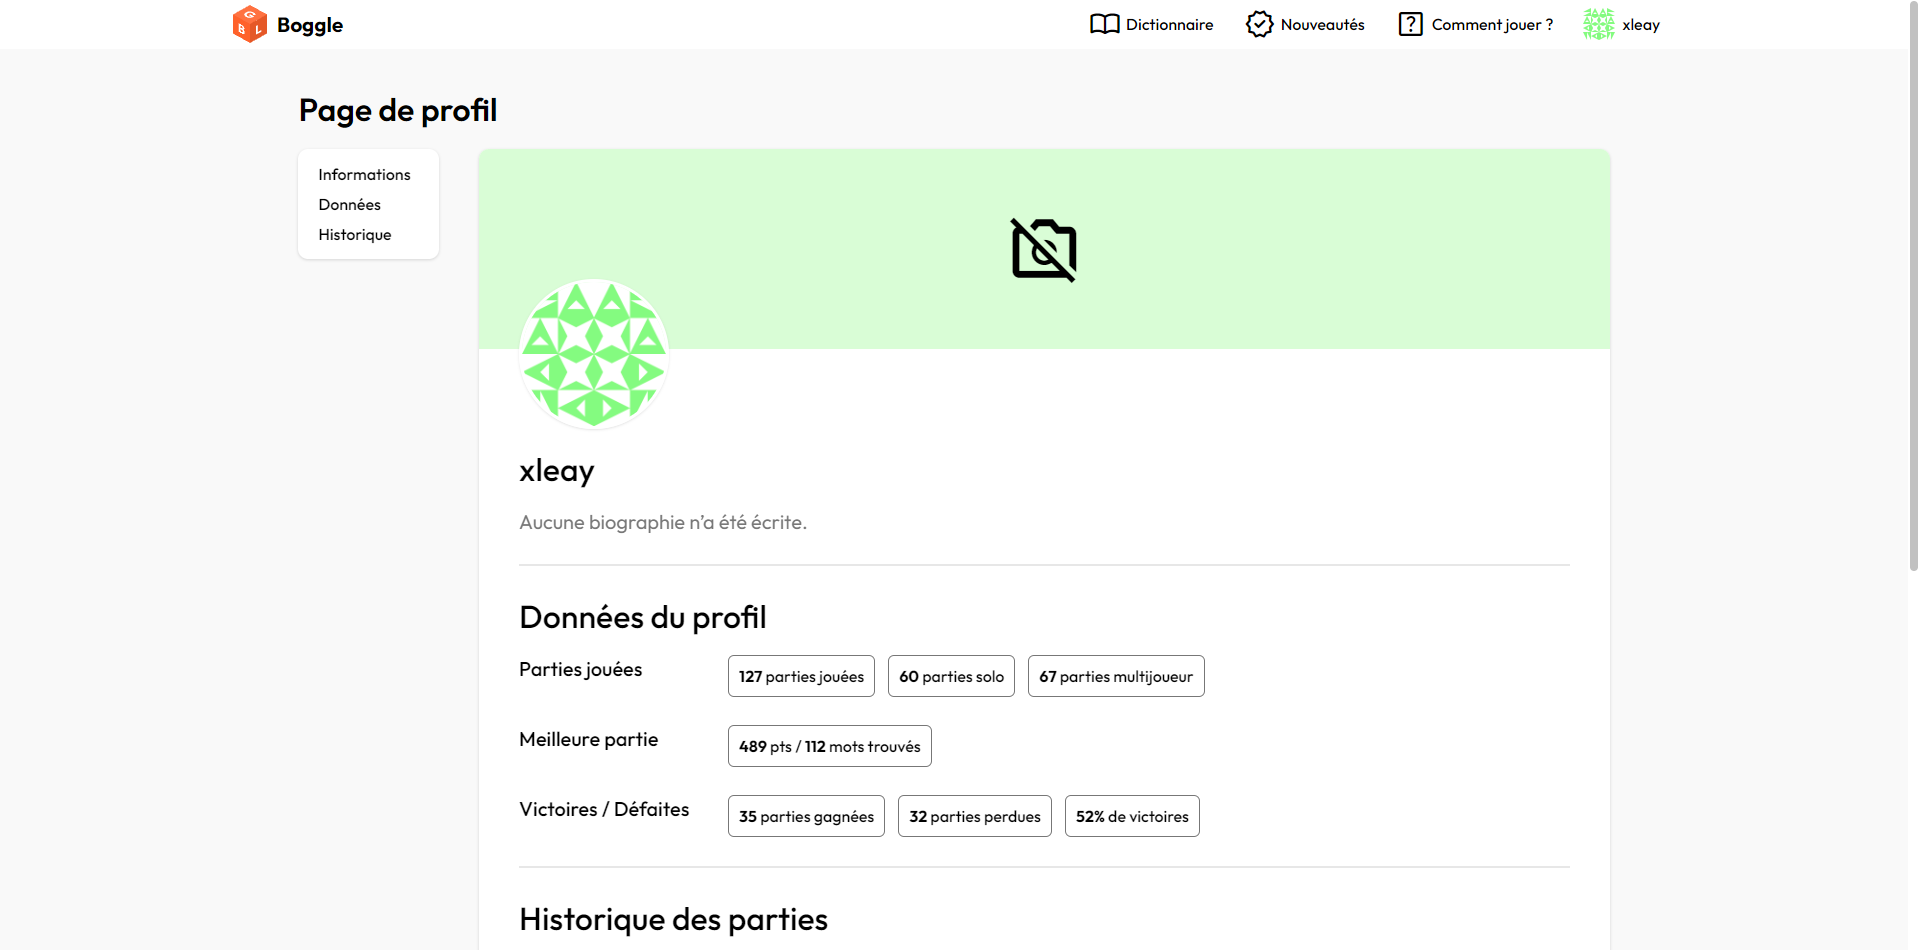 G
B L
Boggle
Dictionnaire
Nouveautés
Comment jouer ?
xleay
Page de profil
Informations
Données
Historique
xleay
Aucune biographie n’a été écrite.
Données du profil
Parties jouées
127 parties jouées
60 parties solo
67 parties multijoueur
Meilleure partie
489 pts / 112 mots trouvés
Victoires / Défaites
35 parties gagnées
32 parties perdues
52% de victoires
Historique des parties